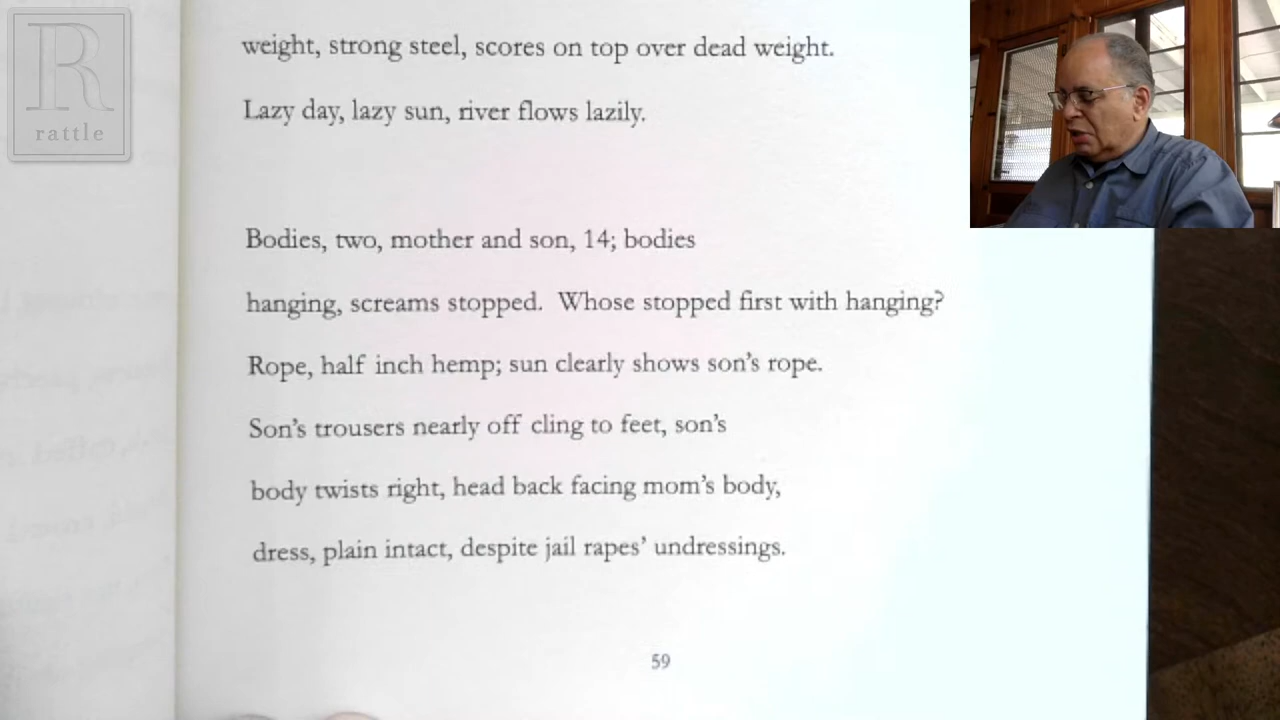 R
rattle
weight, strong steel, scores on top over dead weight.
Lazy day, lazy sun, river flows lazily.
Bodies, two, mother and son, 14; bodies
hanging, screams stopped.  Whose stopped first with hanging?
Rope, half inch hemp; sun clearly shows son's rope.
Son's trousers nearly off cling to feet, son's
body twists right, head back facing mom's body,
dress, plain intact, despite jail rapes' undressings.
59